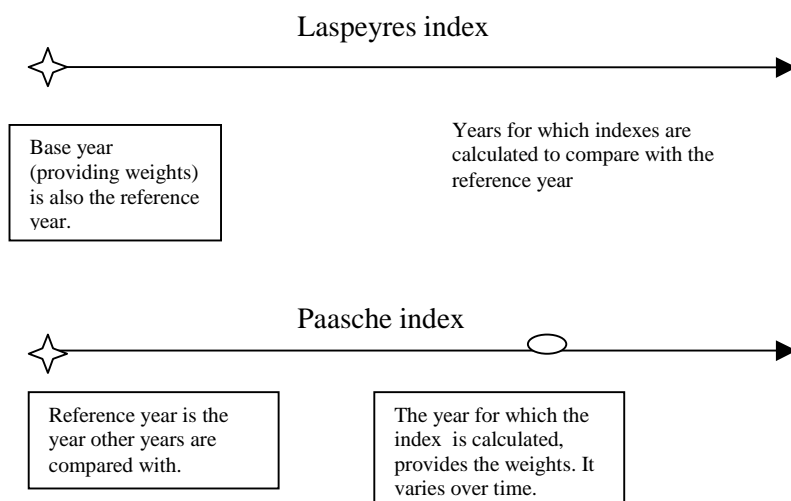 Laspeyres index
Base year
(providing weights)
is also the reference
year.
Years for which indexes are
calculated to compare with the
reference year
Paasche index
Reference year is the
year other years are
compared with.
The year for which the
index is calculated,
provides the weights. It
varies over time.